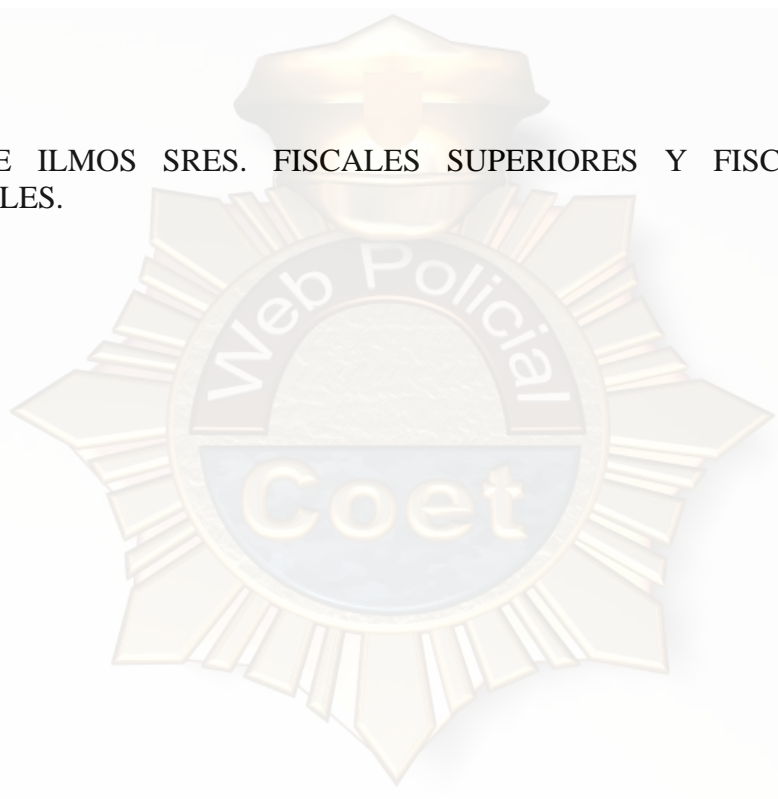 E ILMOS SRES. FISCALES SUPERIORES Y FISC
LES.
Web Policial
Coet